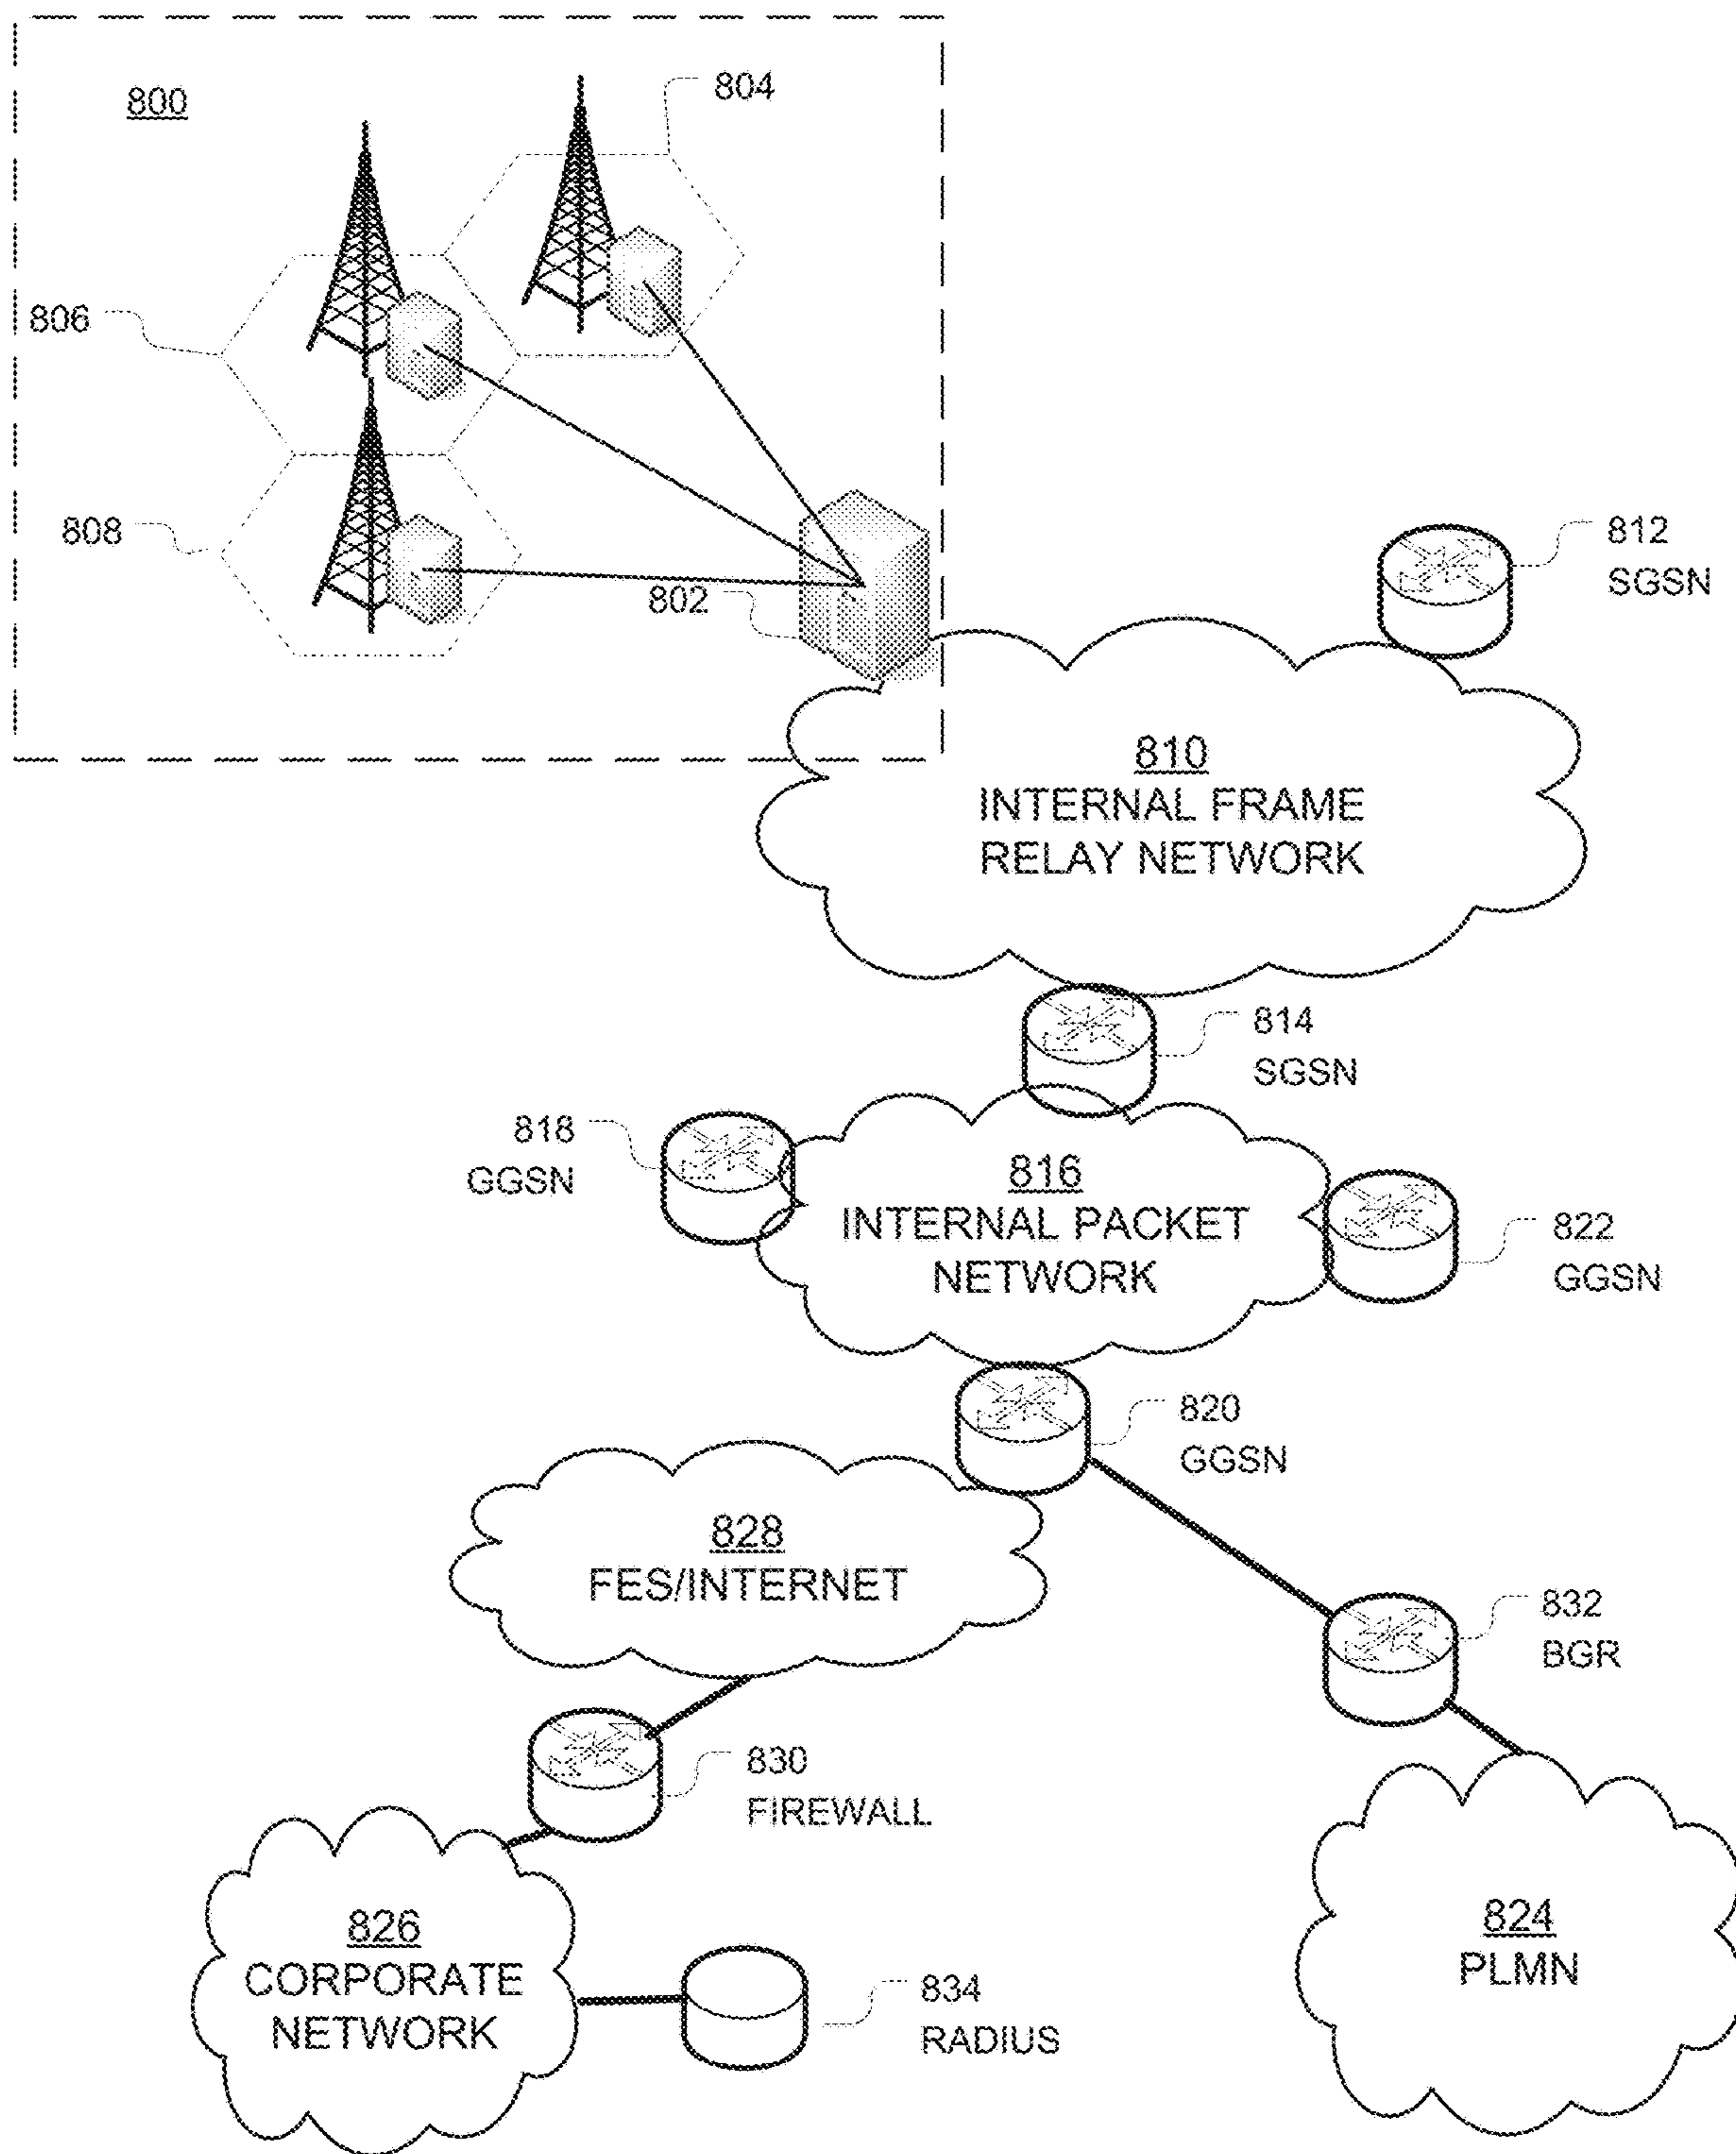 800
804
806
808
802
812
SGSN
810
INTERNAL FRAME
RELAY NETWORK
814
SGSN
818
GGSN
816
INTERNAL PACKET
NETWORK
822
GGSN
820
GGSN
828
FES/INTERNET
832
BGR
830
FIREWALL
826
CORPORATE
NETWORK
824
PLMN
834
RADIUS